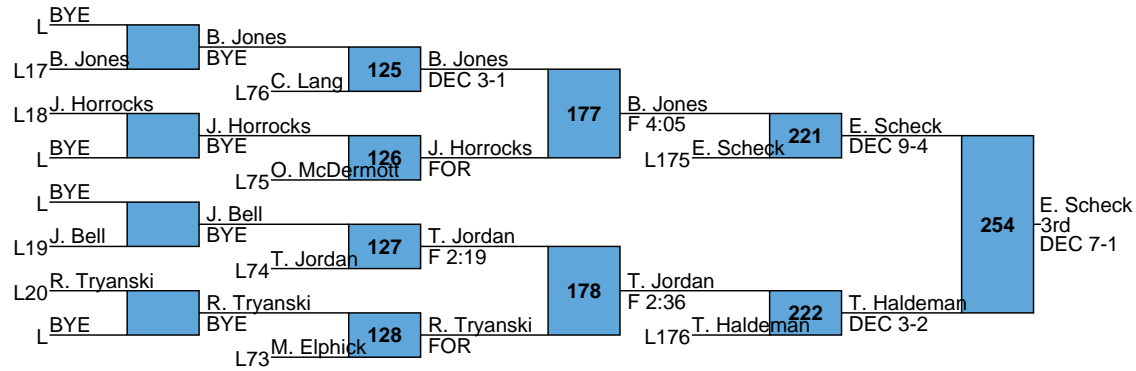 L BYE
B. Jones
BYE
L17 B. Jones
125
B. Jones
DEC 3-1
L76 C. Lang
177
B. Jones
F 4:05
L18 J. Horrocks
J. Horrocks
BYE
L BYE
126
J. Horrocks
FOR
L75 O. McDermott
221
E. Scheck
DEC 9-4
L175 E. Scheck
L BYE
J. Bell
BYE
L19 J. Bell
127
T. Jordan
F 2:19
L74 T. Jordan
254
E. Scheck
3rd
DEC 7-1
178
T. Jordan
F 2:36
L20 R. Tryanski
R. Tryanski
BYE
L BYE
128
R. Tryanski
FOR
L73 M. Elphick
222
T. Haldeman
DEC 3-2
L176 T. Haldeman